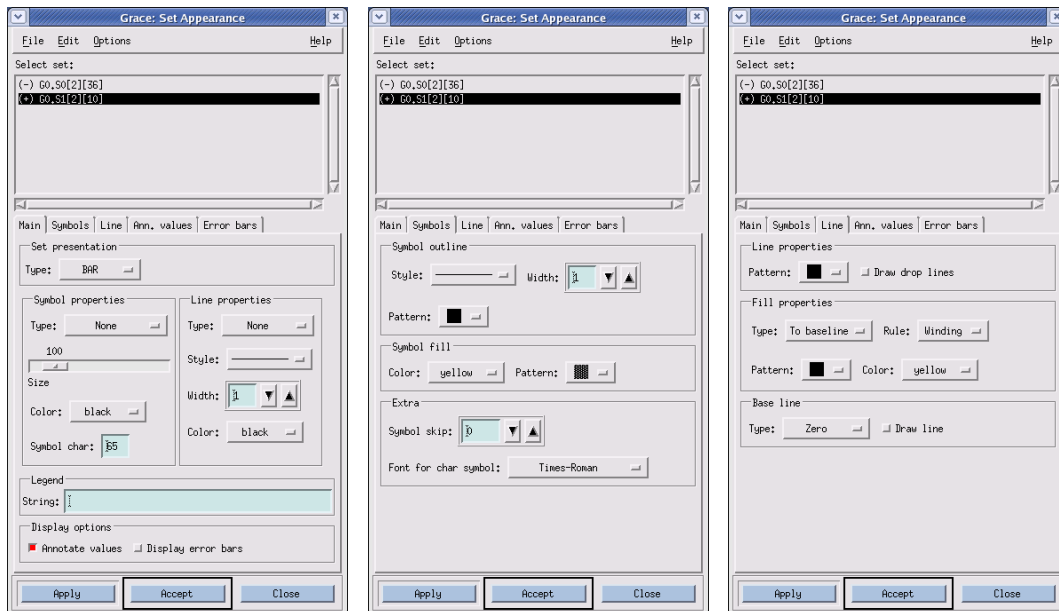 Grace: Set Appearance
File Edit Options Help
Select set:
(-) G0.S0[2][36]
(+) G0.S1[2][10]
Main Symbols Line Ann. values Error bars
Set presentation
Type: BAR
Symbol properties
Type: None
100
Size
Color: black
Symbol char: 65
Line properties
Type: None
Style:
Width: 1
Color: black
Legend
String:
Display options
Annotate values Display error bars
Apply Accept Close
Grace: Set Appearance
File Edit Options Help
Select set:
(-) G0.S0[2][36]
(+) G0.S1[2][10]
Main Symbols Line Ann. values Error bars
Symbol outline
Style: Width: 1
Pattern:
Symbol fill
Color: yellow Pattern:
Extra
Symbol skip: 0
Font for char symbol: Times-Roman
Apply Accept Close
Grace: Set Appearance
File Edit Options Help
Select set:
(-) G0.S0[2][36]
(+) G0.S1[2][10]
Main Symbols Line Ann. values Error bars
Line properties
Pattern: Draw drop lines
Fill properties
Type: To baseline Rule: Winding
Pattern: Color: yellow
Base line
Type: Zero Draw line
Apply Accept Close